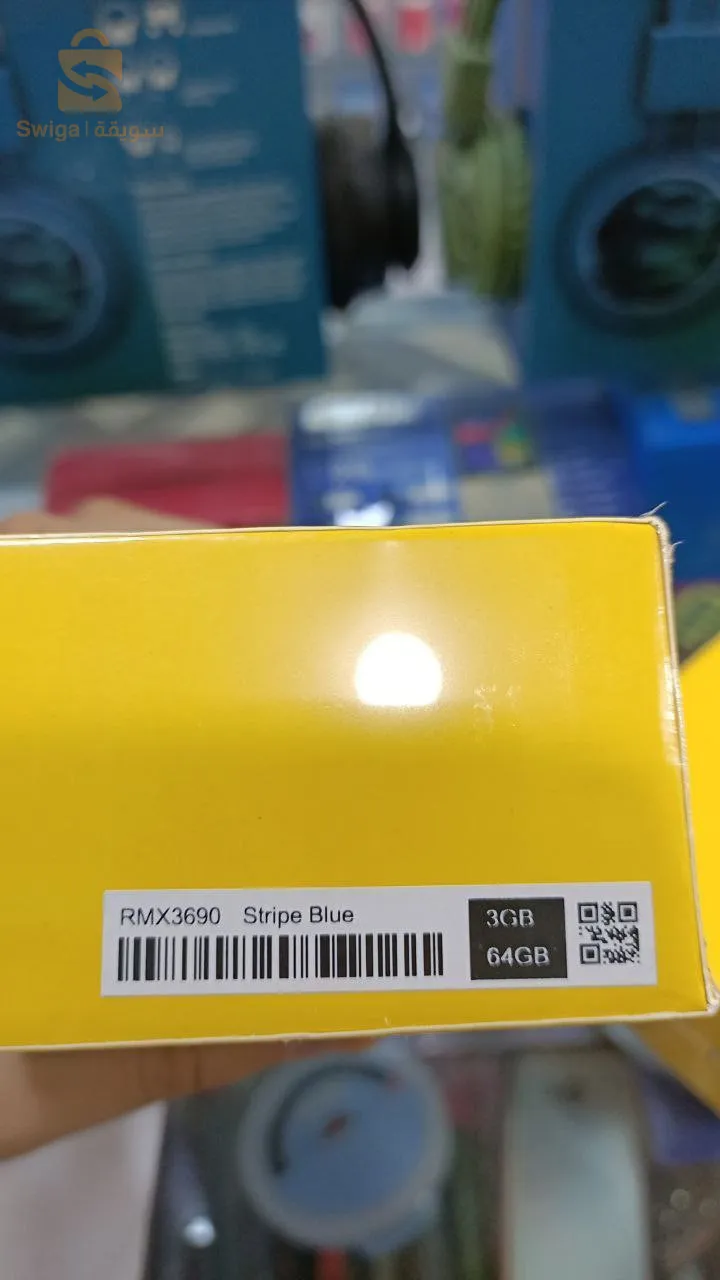 Swiga | سويقة
RMX3690 Stripe Blue
3GB
64GB